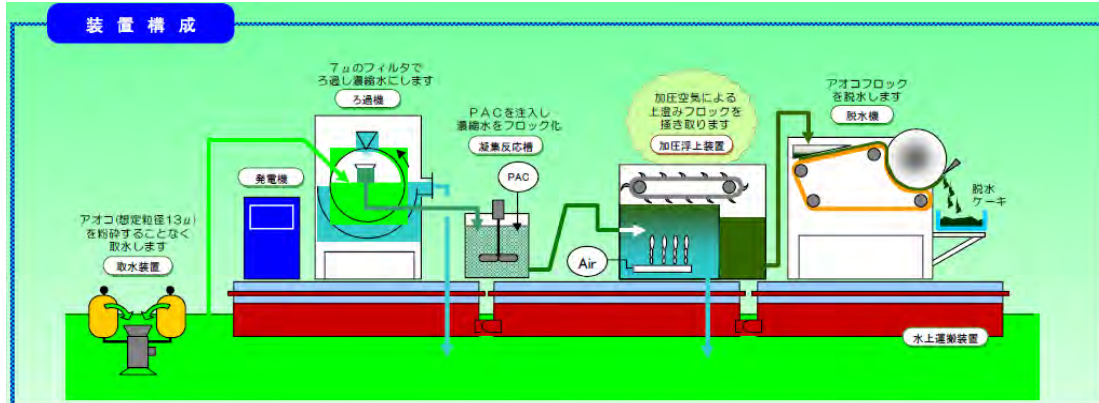 装置構成
7μのフィルタで
ろ過し濃縮水にします
ろ過機
PACを注入し
濃縮水をフロック化
凝集反応槽
PAC
加圧空気による
上澄みフロックを
掻き取ります
加圧浮上装置
アオコフロック
を脱水します
脱水機
発電機
アオコ(想定粒径13μ)
を粉砕することなく
取水します
取水装置
Air
脱水
ケーキ
水上運搬装置